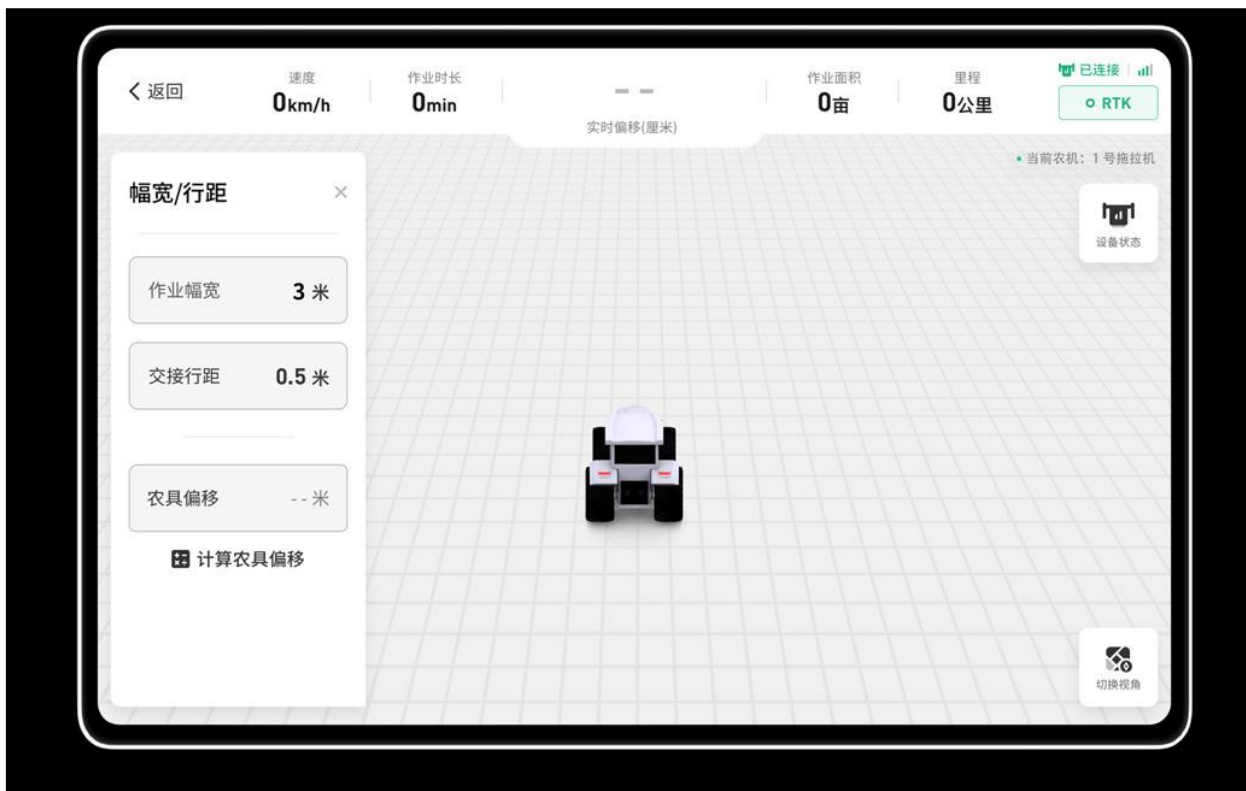 返回
速度
0km/h
作业时长
0min
--
实时偏移(厘米)
作业面积
0亩
里程
0公里
已连接
RTK
当前农机：1号拖拉机
幅宽/行距
作业幅宽 3 米
交接行距 0.5 米
农具偏移 --米
计算农具偏移
设备状态
切换视角